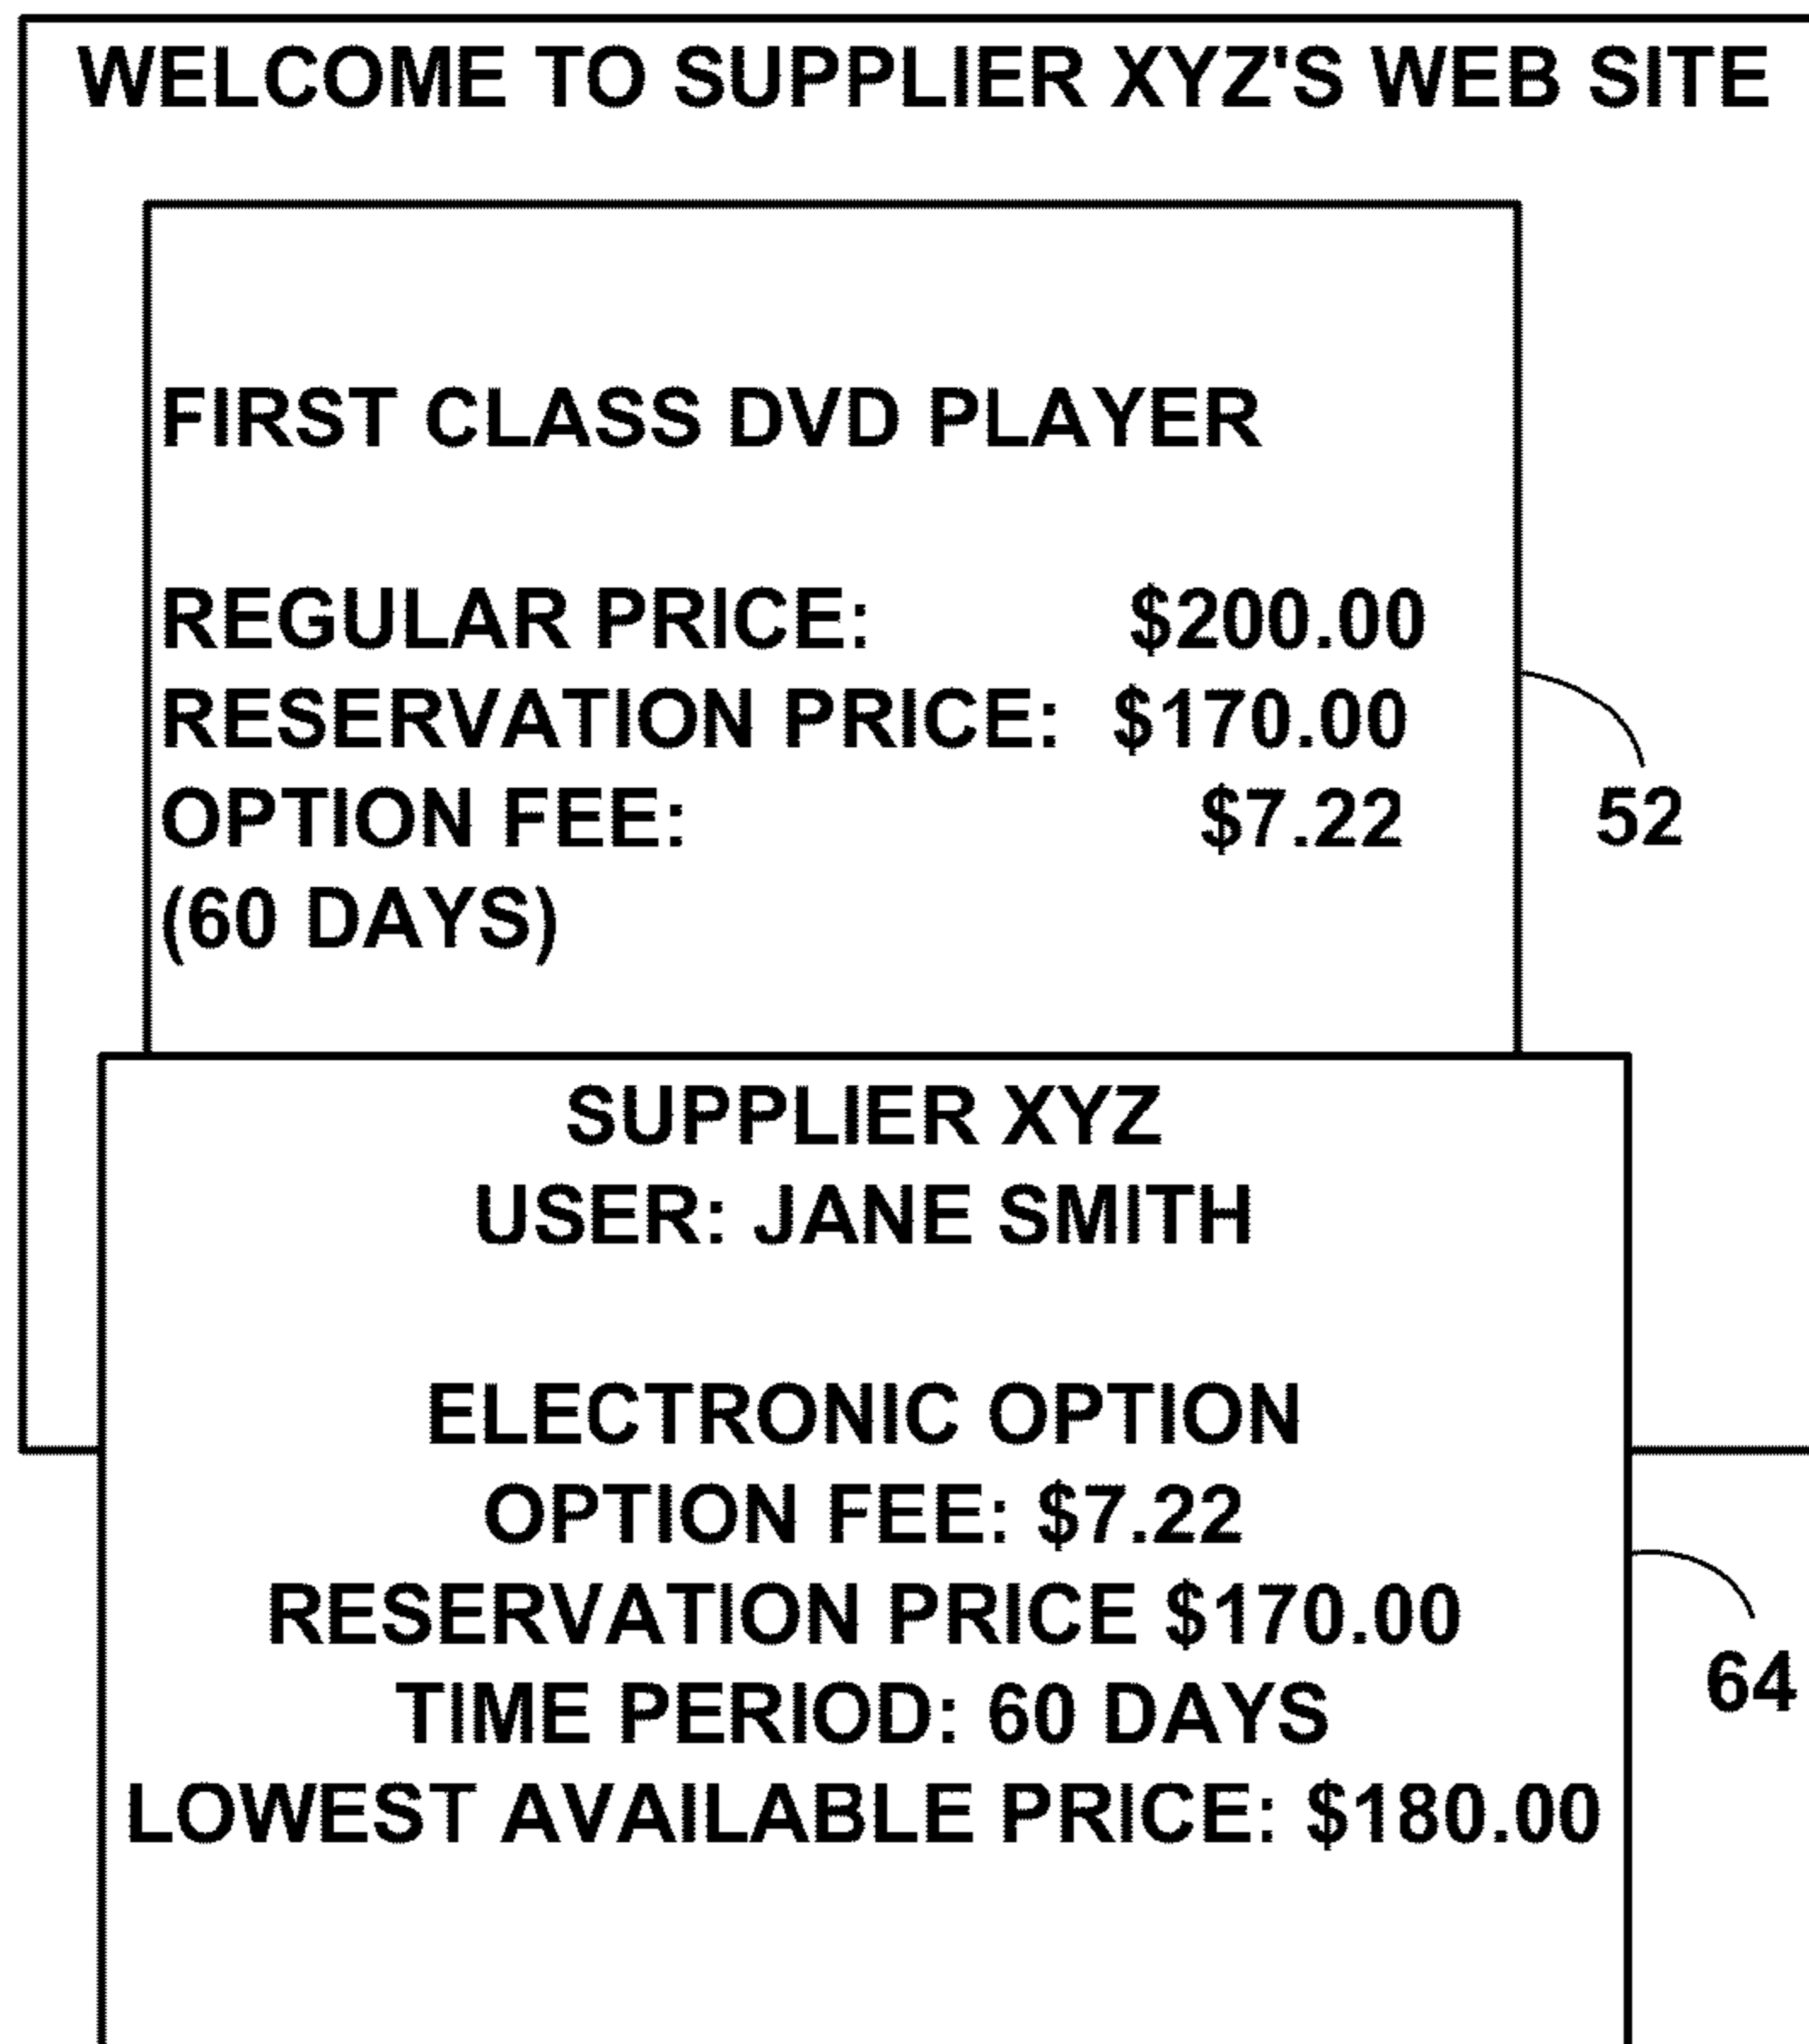 WELCOME TO SUPPLIER XYZ'S WEB SITE
FIRST CLASS DVD PLAYER
REGULAR PRICE: $200.00
RESERVATION PRICE: $170.00
OPTION FEE: $7.22
(60 DAYS)
52
SUPPLIER XYZ
USER: JANE SMITH
ELECTRONIC OPTION
OPTION FEE: $7.22
RESERVATION PRICE $170.00
TIME PERIOD: 60 DAYS
LOWEST AVAILABLE PRICE: $180.00
64